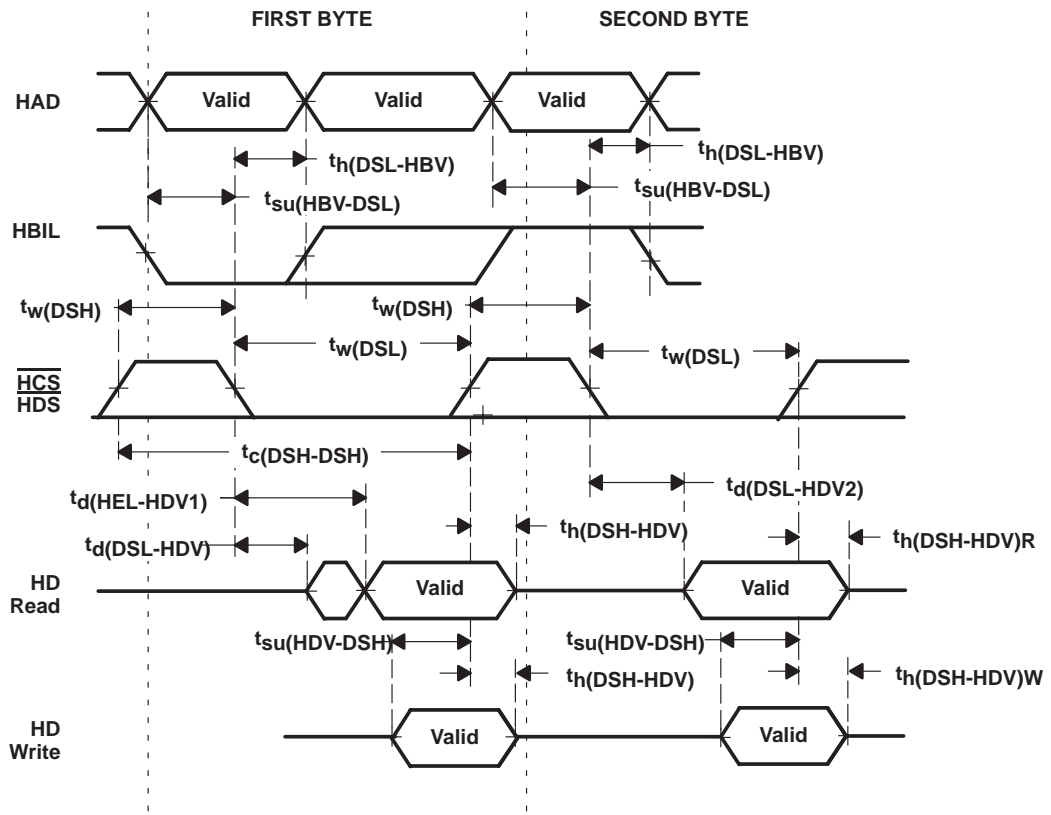 FIRST BYTE SECOND BYTE
HAD Valid Valid Valid
th(DSL-HBV) th(DSL-HBV)
tsu(HBV-DSL) tsu(HBV-DSL)
HBIL
tw(DSH) tw(DSH)
tw(DSL) tw(DSL)
HCS
HDS
tc(DSH-DSH)
td(HEL-HDV1) td(DSL-HDV2)
th(DSH-HDV) th(DSH-HDV)R
td(DSL-HDV)
HD
Read Valid Valid
tsu(HDV-DSH) tsu(HDV-DSH)
th(DSH-HDV) th(DSH-HDV)W
HD
Write Valid Valid